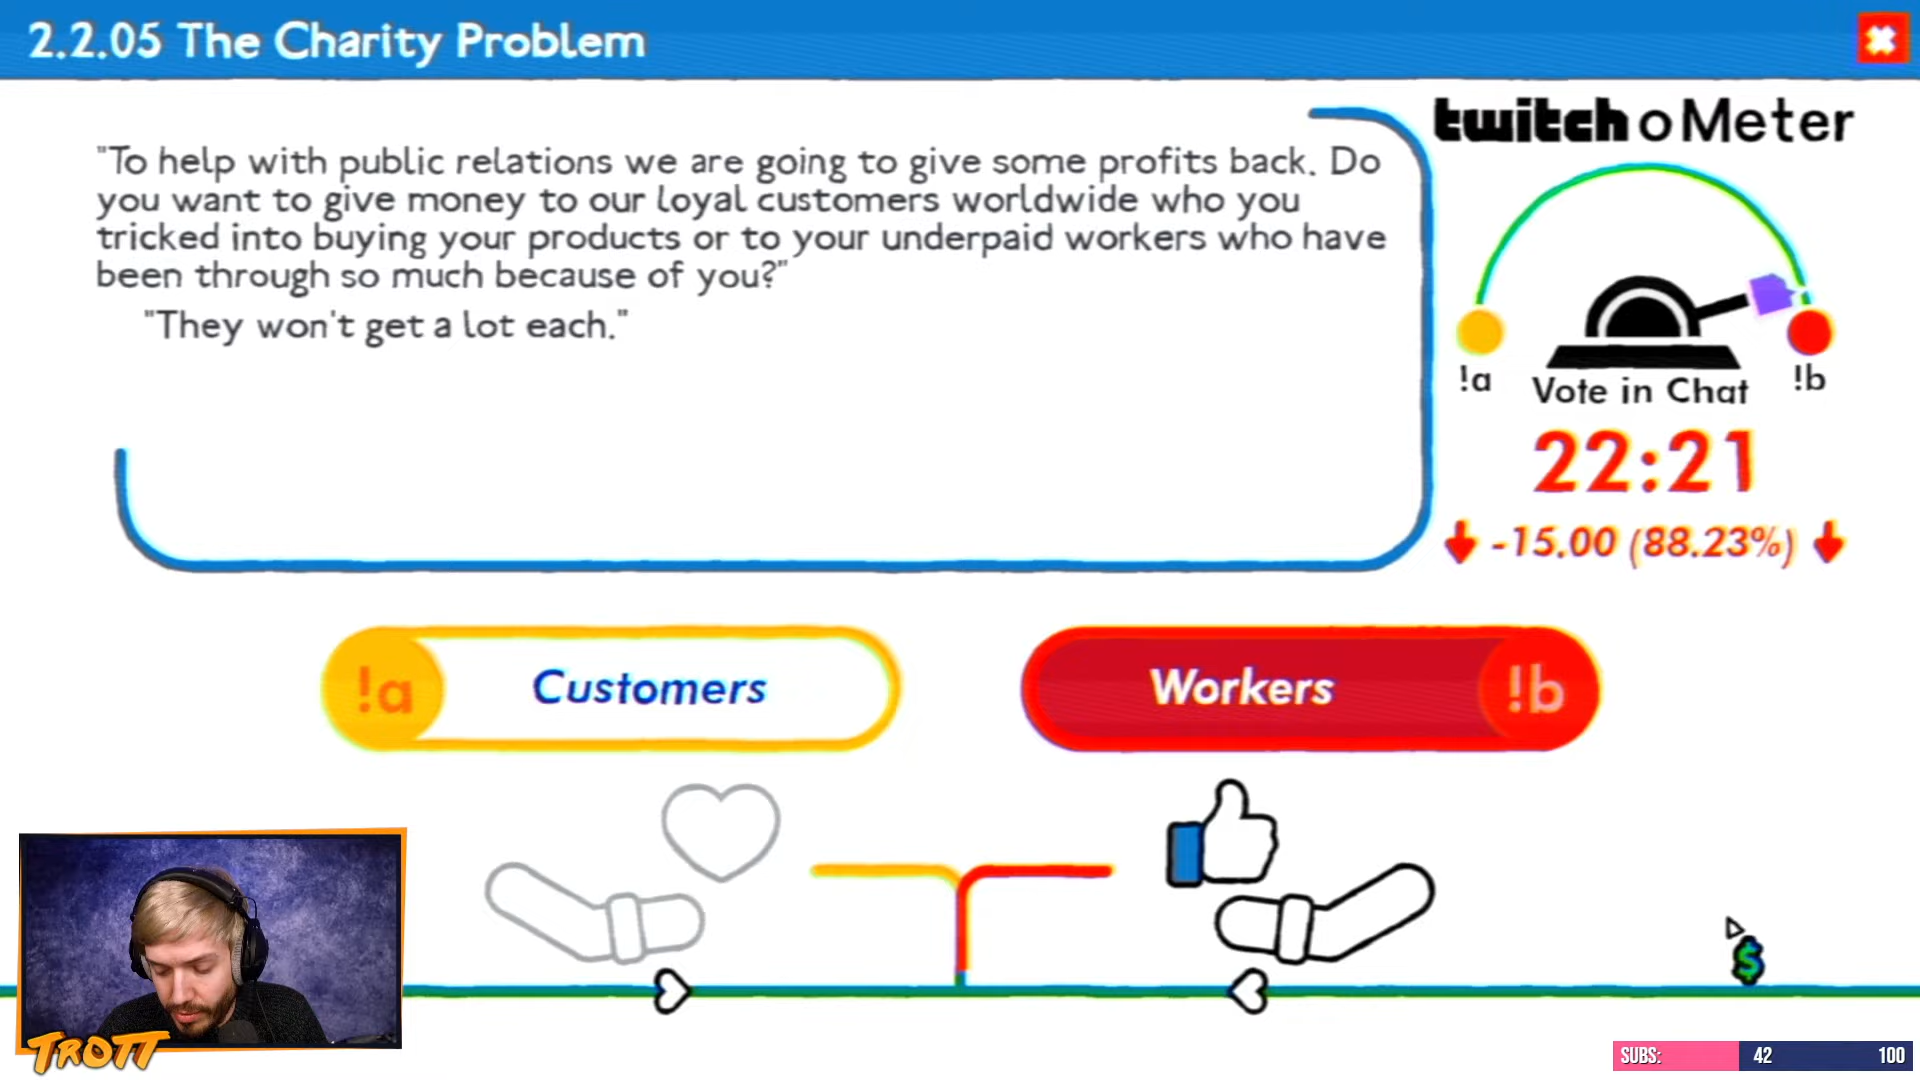 2.2.05 The Charity Problem
"To help with public relations we are going to give some profits back. Do
you want to give money to our loyal customers worldwide who you
tricked into buying your products or to your underpaid workers who have
been through so much because of you?"
"They won't get a lot each."
twitchoMeter
!a
Vote in Chat
!b
22:21
-15.00 (88.23%)
!a
Customers
Workers
!b
$
TROTT
SUBS:
42
100